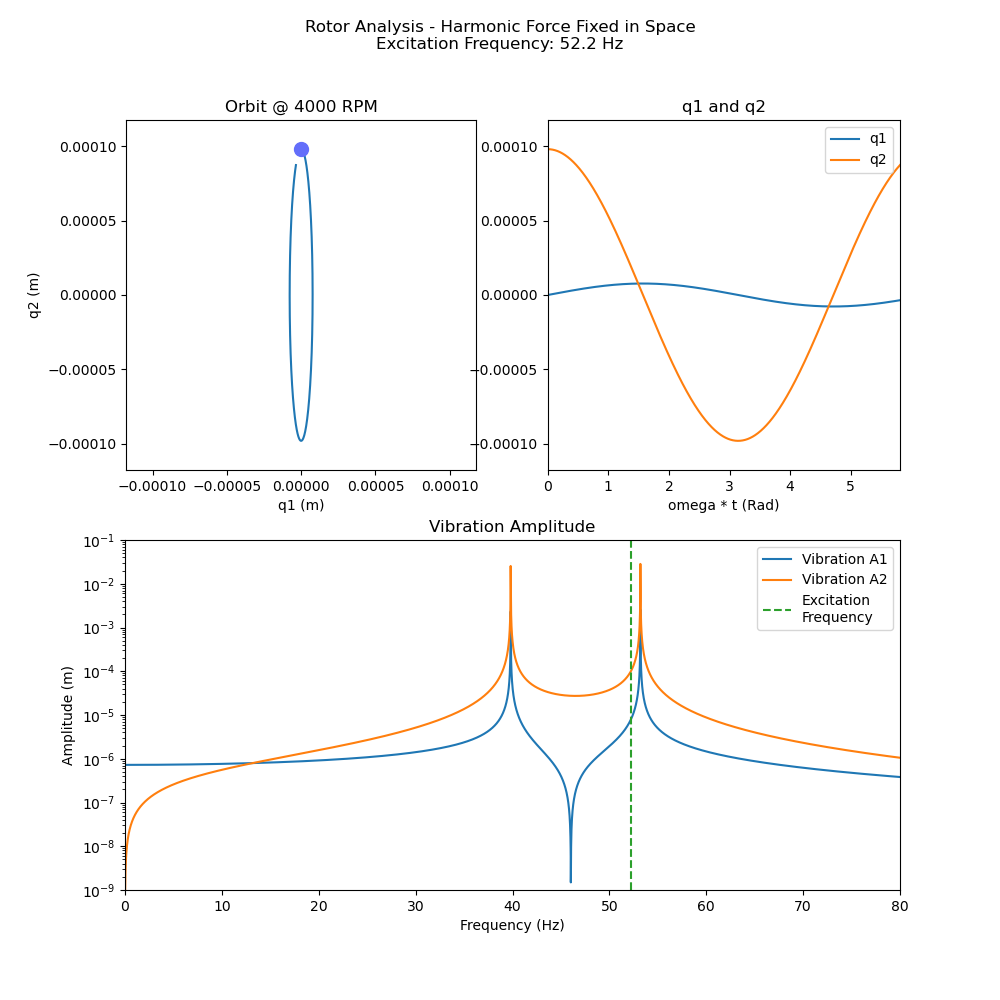 Rotor Analysis - Harmonic Force Fixed in Space
Excitation Frequency: 52.2 Hz
Orbit @ 4000 RPM
q2 (m)
0.00010
0.00005
0.00000
−0.00005
−0.00010
−0.00010 −0.00005 0.00000 0.00005 0.00010
q1 (m)
q1 and q2
q1
q2
0.00010
0.00005
0.00000
−0.00005
−0.00010
0 1 2 3 4 5
omega * t (Rad)
Vibration Amplitude
Vibration A1
Vibration A2
Excitation
Frequency
Amplitude (m)
10⁻¹
10⁻²
10⁻³
10⁻⁴
10⁻⁵
10⁻⁶
10⁻⁷
10⁻⁸
10⁻⁹
0 10 20 30 40 50 60 70 80
Frequency (Hz)